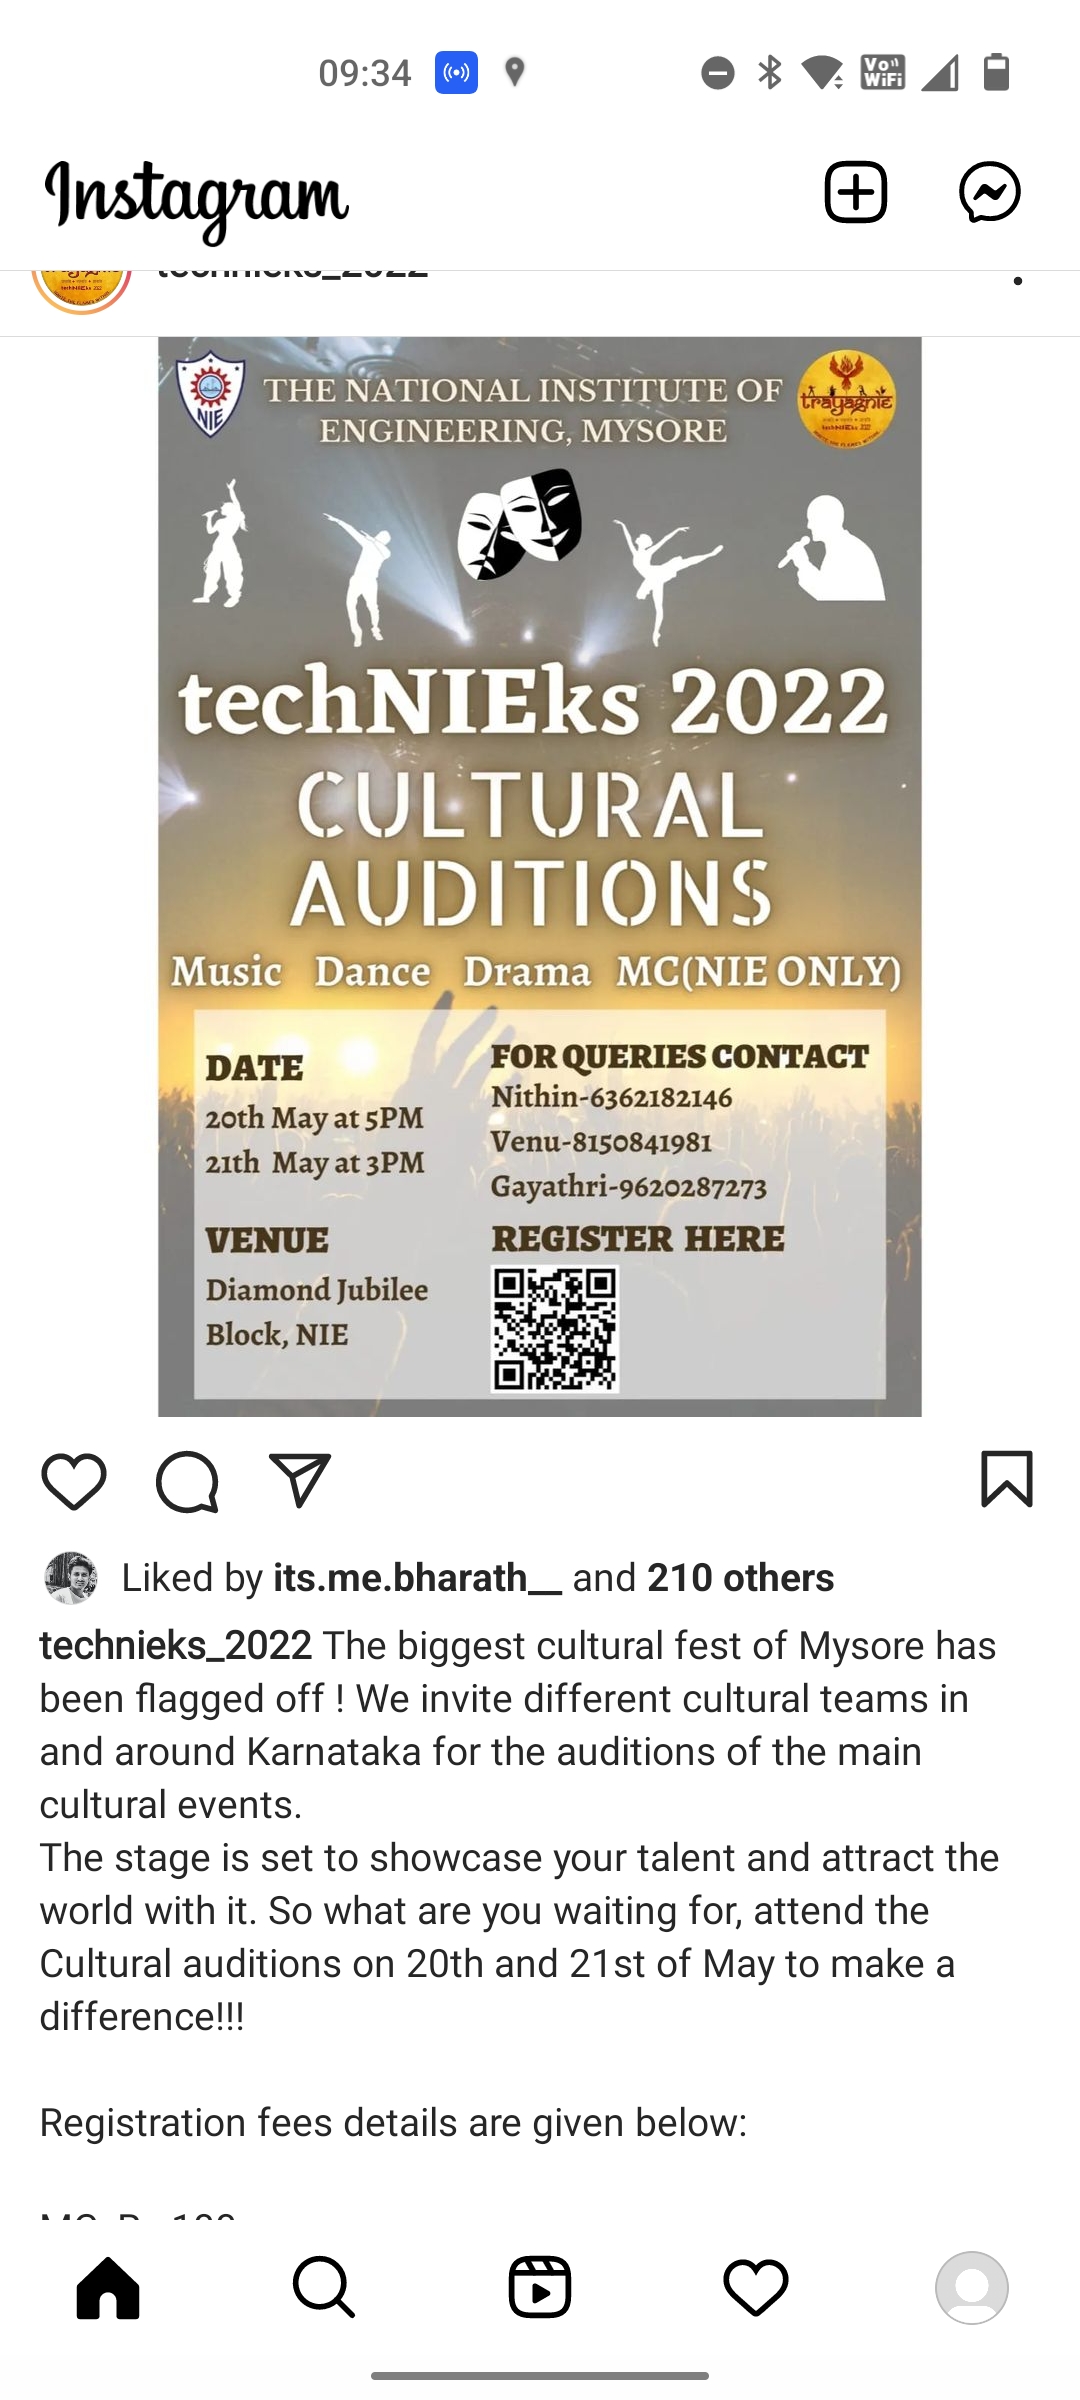 09:34
Vo
WiFi
Instagram
technieks_2022
NIE
THE NATIONAL INSTITUTE OF
ENGINEERING, MYSORE
trayagnie
techNIEks 2022
techNIEks 2022
CULTURAL
AUDITIONS
Music Dance Drama MC(NIE ONLY)
DATE
20th May at 5PM
21th May at 3PM
VENUE
Diamond Jubilee
Block, NIE
FOR QUERIES CONTACT
Nithin-6362182146
Venu-8150841981
Gayathri-9620287273
REGISTER HERE
Liked by its.me.bharath__ and 210 others
technieks_2022 The biggest cultural fest of Mysore has
been flagged off ! We invite different cultural teams in
and around Karnataka for the auditions of the main
cultural events.
The stage is set to showcase your talent and attract the
world with it. So what are you waiting for, attend the
Cultural auditions on 20th and 21st of May to make a
difference!!!
Registration fees details are given below: